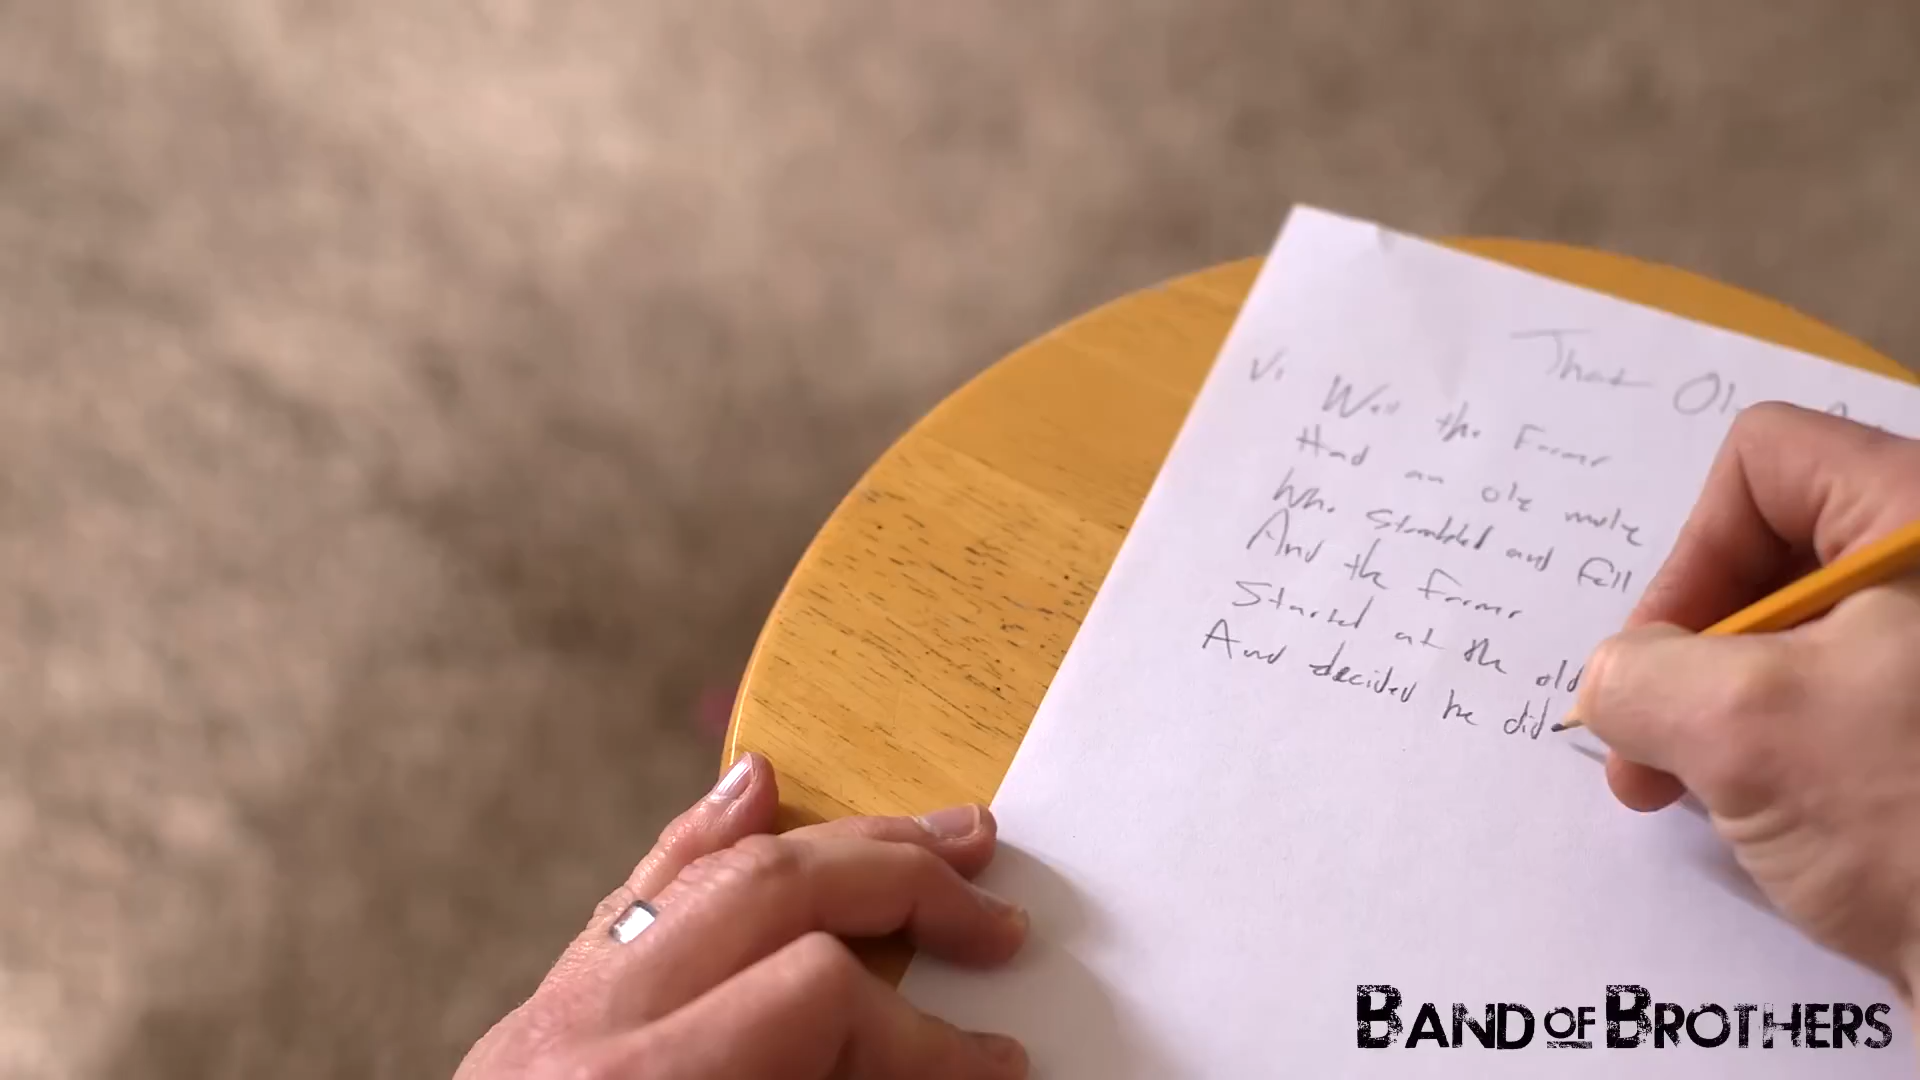 That Ol
V1 Well the Farmer
Had an ole mule
Who stumbled and fell
And the Farmer
Started at the old
And decided he did
BAND OF BROTHERS